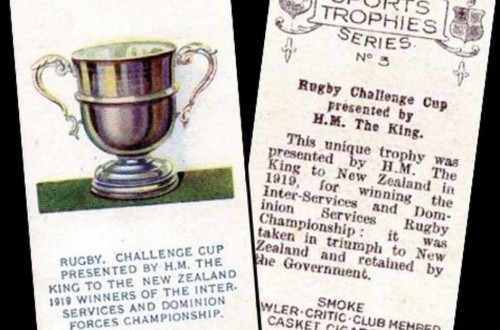 RUGBY. CHALLENGE CUP
PRESENTED BY H.M. THE
KING TO THE NEW ZEALAND
1919 WINNERS OF THE INTER-
SERVICES AND DOMINION
FORCES CHAMPIONSHIP.
SPORTS
TROPHIES
SERIES.
No 3
Rugby Challenge Cup
presented by
H.M. The King.
This unique trophy was
presented by H.M. The
King to New Zealand in
1919, for winning the
Inter-Services and Dom-
inion Services Rugby
Championship: it was
taken in triumph to New
Zealand and retained by
the Government.
SMOKE
WLER-CRITIC-CLUB MEMBER
CASKET